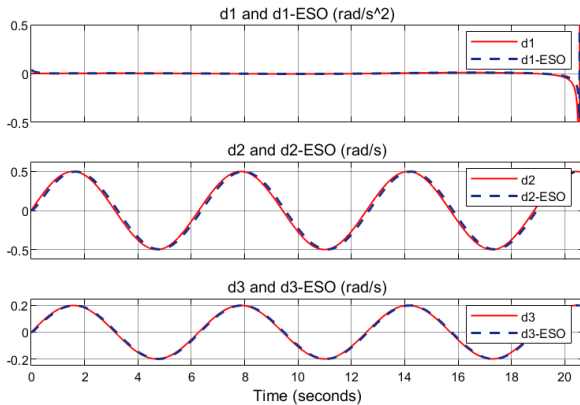 d1 and d1-ESO (rad/s^2)
0.5
0
-0.5
d1
d1-ESO
d2 and d2-ESO (rad/s)
0.5
0
-0.5
d2
d2-ESO
d3 and d3-ESO (rad/s)
0.2
0
-0.2
d3
d3-ESO
0 2 4 6 8 10 12 14 16 18 20
Time (seconds)